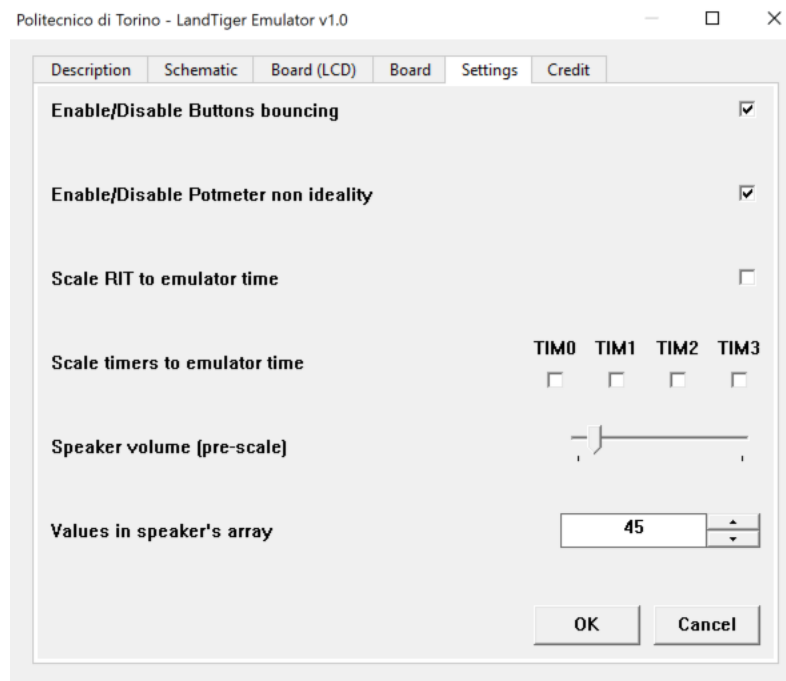 Politecnico di Torino - LandTiger Emulator v1.0
Description Schematic Board (LCD) Board Settings Credit
Enable/Disable Buttons bouncing
Enable/Disable Potmeter non ideality
Scale RIT to emulator time
TIM0 TIM1 TIM2 TIM3
Scale timers to emulator time
Speaker volume (pre-scale)
Values in speaker's array 45
OK Cancel